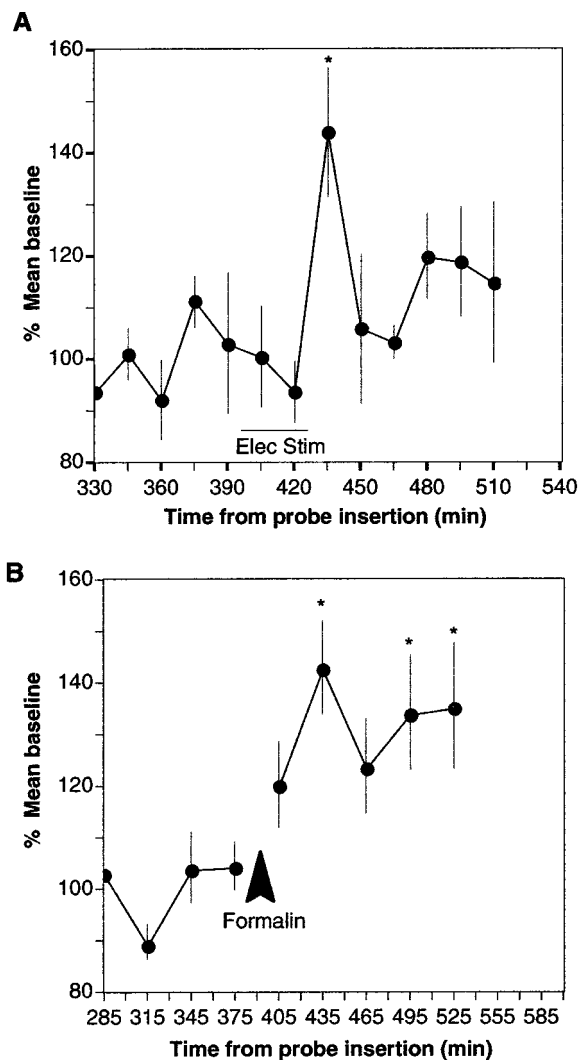 A
160
*
140
120
100
80
% Mean baseline
Elec Stim
330 360 390 420 450 480 510 540
Time from probe insertion (min)
B
160
*
*
*
140
120
100
80
% Mean baseline
Formalin
285 315 345 375 405 435 465 495 525 555 585
Time from probe insertion (min)